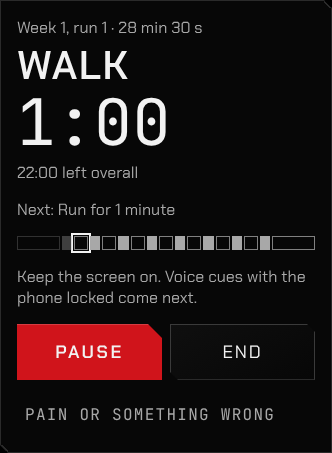 Week 1, run 1 · 28 min 30 s
WALK
1:00
22:00 left overall
Next: Run for 1 minute
Keep the screen on. Voice cues with the
phone locked come next.
PAUSE
END
PAIN OR SOMETHING WRONG